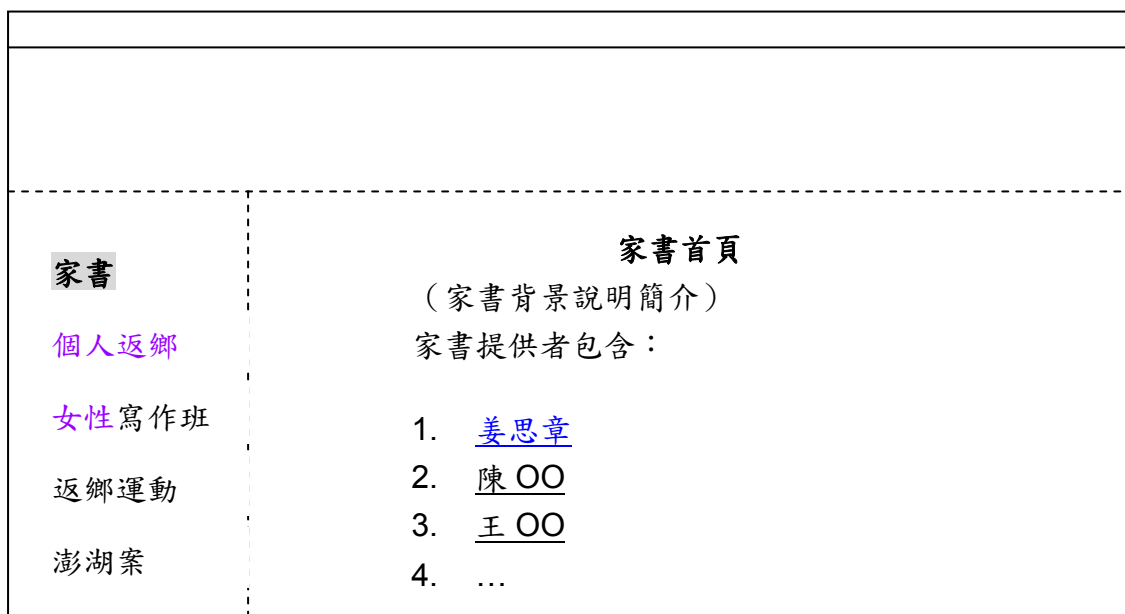 家書
個人返鄉
女性寫作班
返鄉運動
澎湖案
家書首頁
（家書背景說明簡介）
家書提供者包含：
1. 姜思章
2. 陳 OO
3. 王 OO
4. …